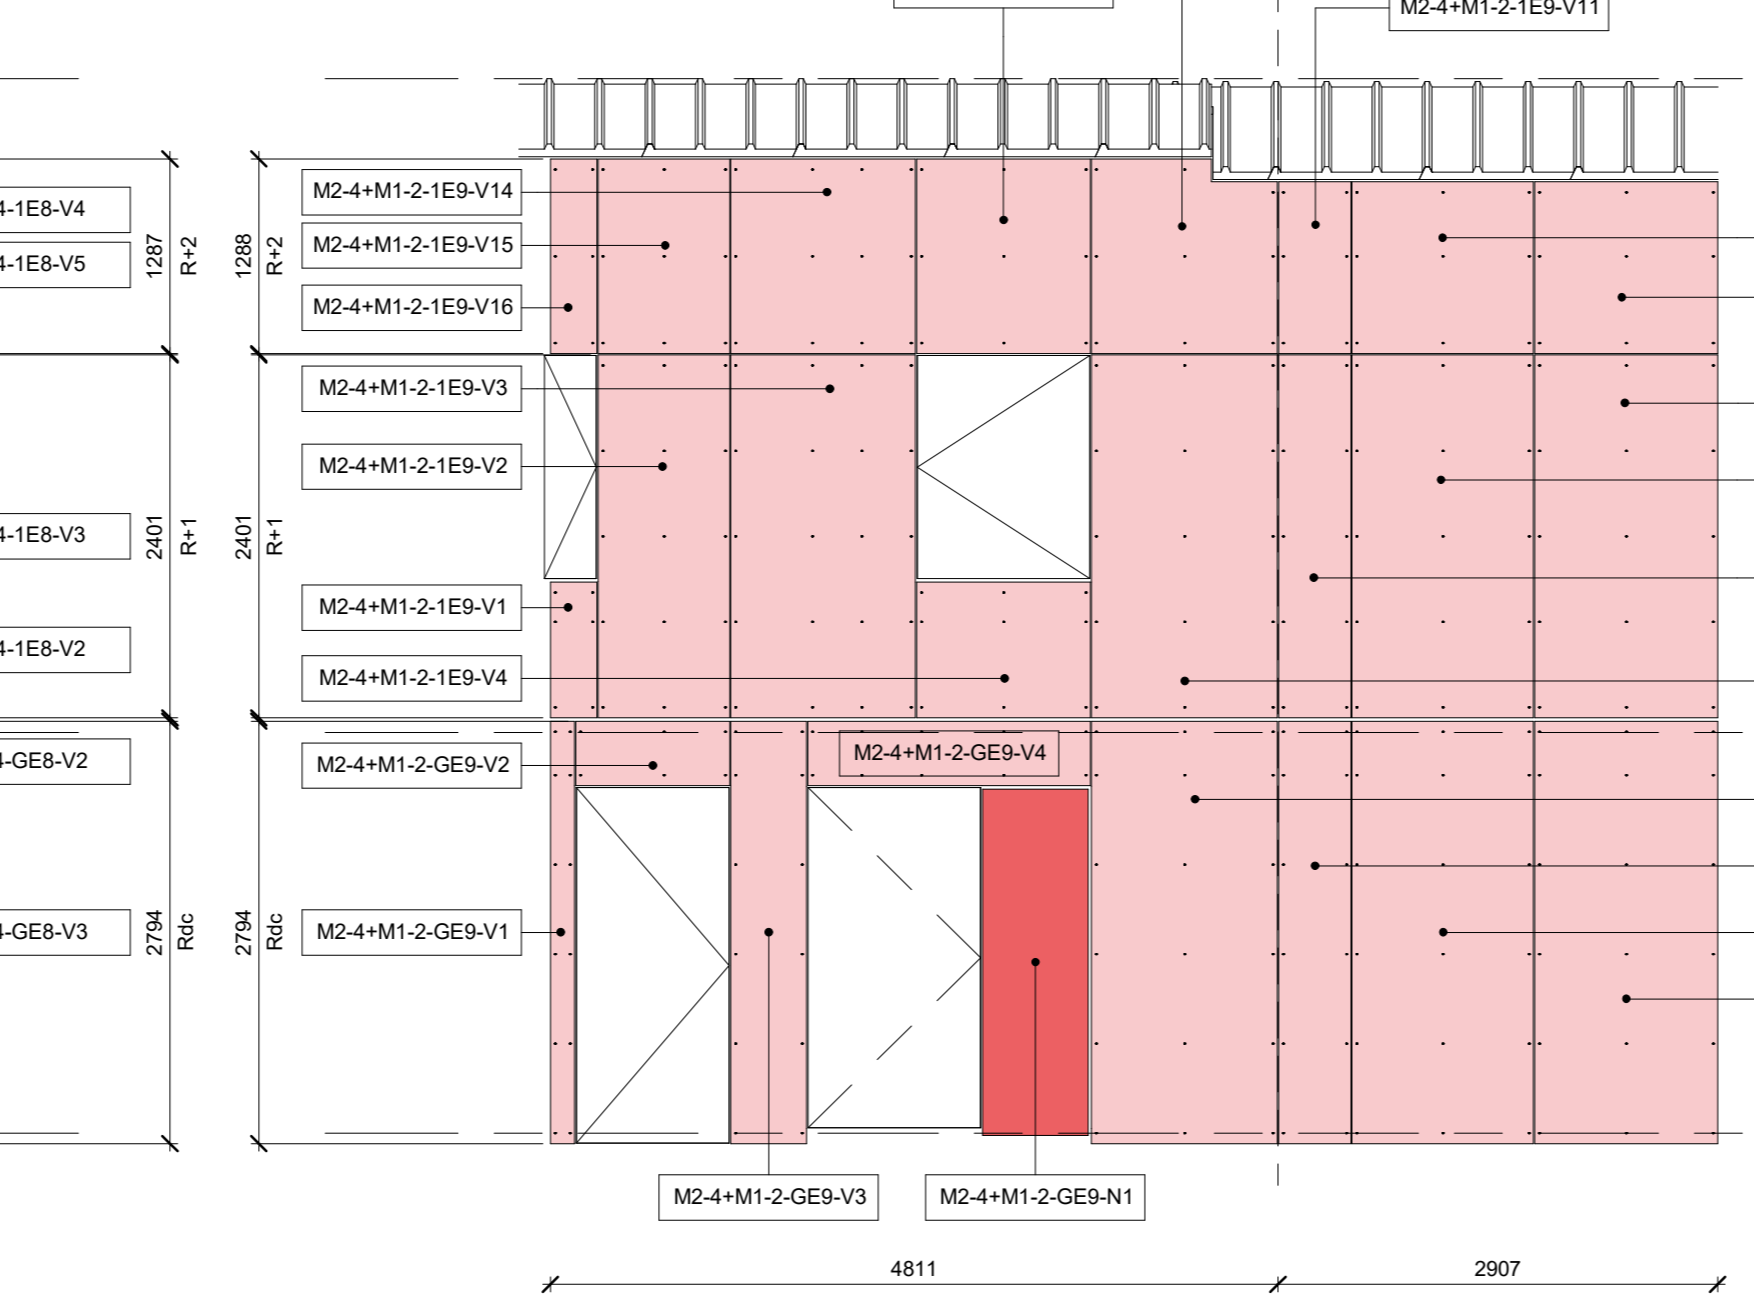 M2-4+M1-2-1E9-V11
4-1E8-V4
4-1E8-V5
1287
R+2
1288
R+2
M2-4+M1-2-1E9-V14
M2-4+M1-2-1E9-V15
M2-4+M1-2-1E9-V16
4-1E8-V3
4-1E8-V2
2401
R+1
2401
R+1
M2-4+M1-2-1E9-V3
M2-4+M1-2-1E9-V2
M2-4+M1-2-1E9-V1
M2-4+M1-2-1E9-V4
-GE8-V2
-GE8-V3
2794
Rdc
2794
Rdc
M2-4+M1-2-GE9-V2
M2-4+M1-2-GE9-V4
M2-4+M1-2-GE9-V1
M2-4+M1-2-GE9-V3
M2-4+M1-2-GE9-N1
4811
2907